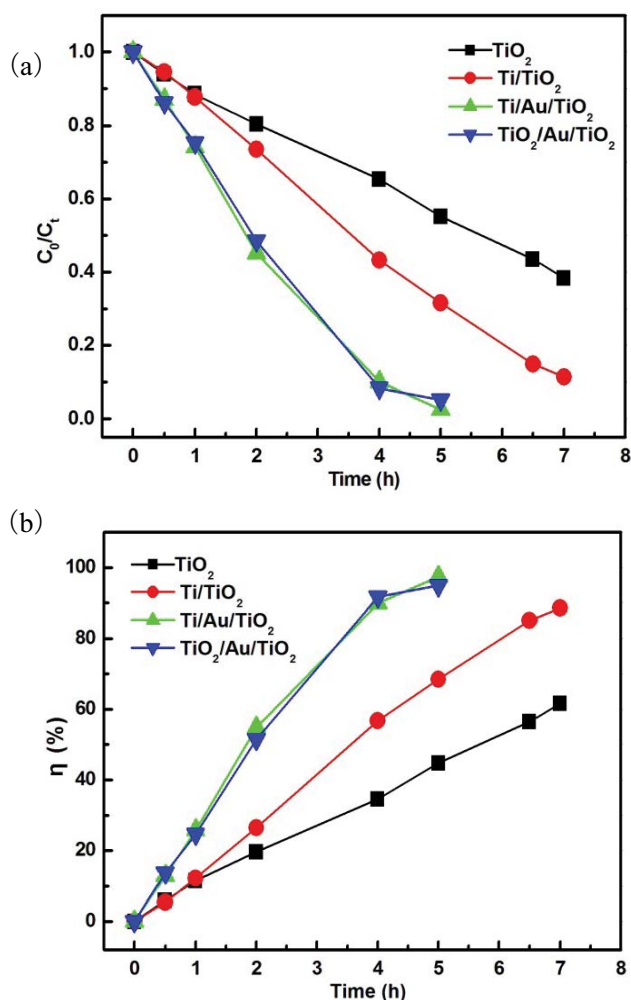 (a)
1.0
0.8
0.6
0.4
0.2
0.0
C₀/Cₜ
TiO₂
Ti/TiO₂
Ti/Au/TiO₂
TiO₂/Au/TiO₂
0 1 2 3 4 5 6 7 8
Time (h)
(b)
100
80
60
40
20
0
η (%)
TiO₂
Ti/TiO₂
Ti/Au/TiO₂
TiO₂/Au/TiO₂
0 1 2 3 4 5 6 7 8
Time (h)